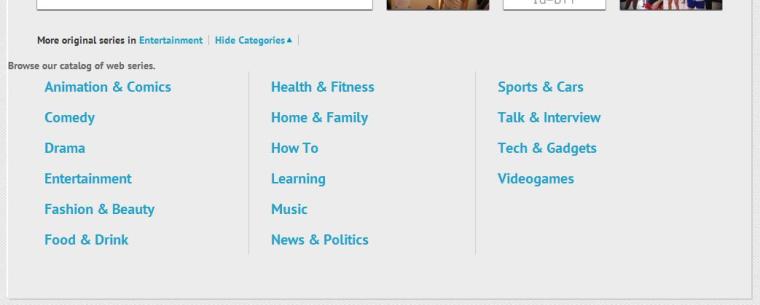 More original series in Entertainment | Hide Categories▲ |
Browse our catalog of web series.
Animation & Comics
Comedy
Drama
Entertainment
Fashion & Beauty
Food & Drink
Health & Fitness
Home & Family
How To
Learning
Music
News & Politics
Sports & Cars
Talk & Interview
Tech & Gadgets
Videogames